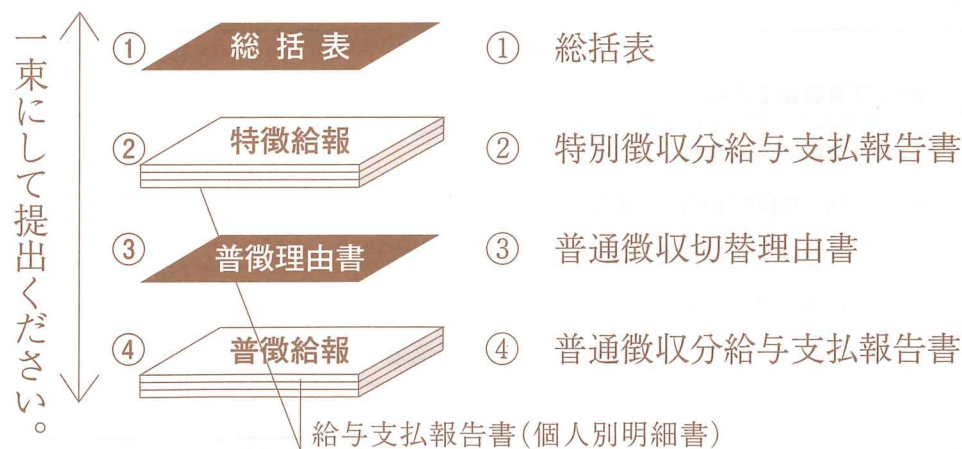 一束にして提出ください。
① 総括表
② 特徴給報
③ 普徴理由書
④ 普徴給報
① 総括表
② 特別徴収分給与支払報告書
③ 普通徴収切替理由書
④ 普通徴収分給与支払報告書
給与支払報告書(個人別明細書)